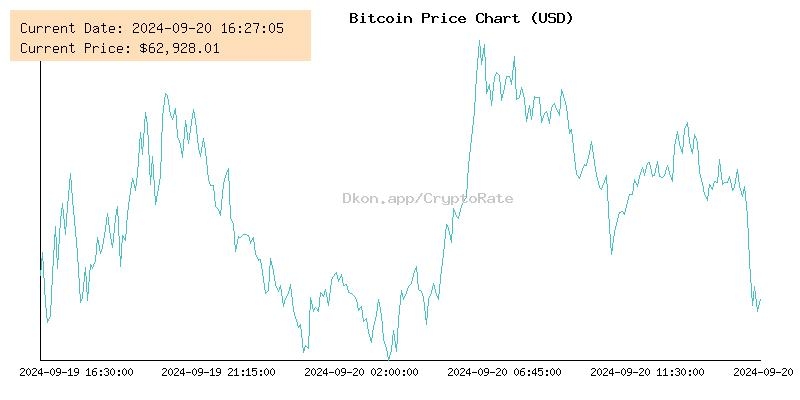 Bitcoin Price Chart (USD)
Current Date: 2024-09-20 16:27:05
Current Price: $62,928.01
Dkon.app/CryptoRate
2024-09-19 16:30:00 2024-09-19 21:15:00 2024-09-20 02:00:00 2024-09-20 06:45:00 2024-09-20 11:30:00 2024-09-20